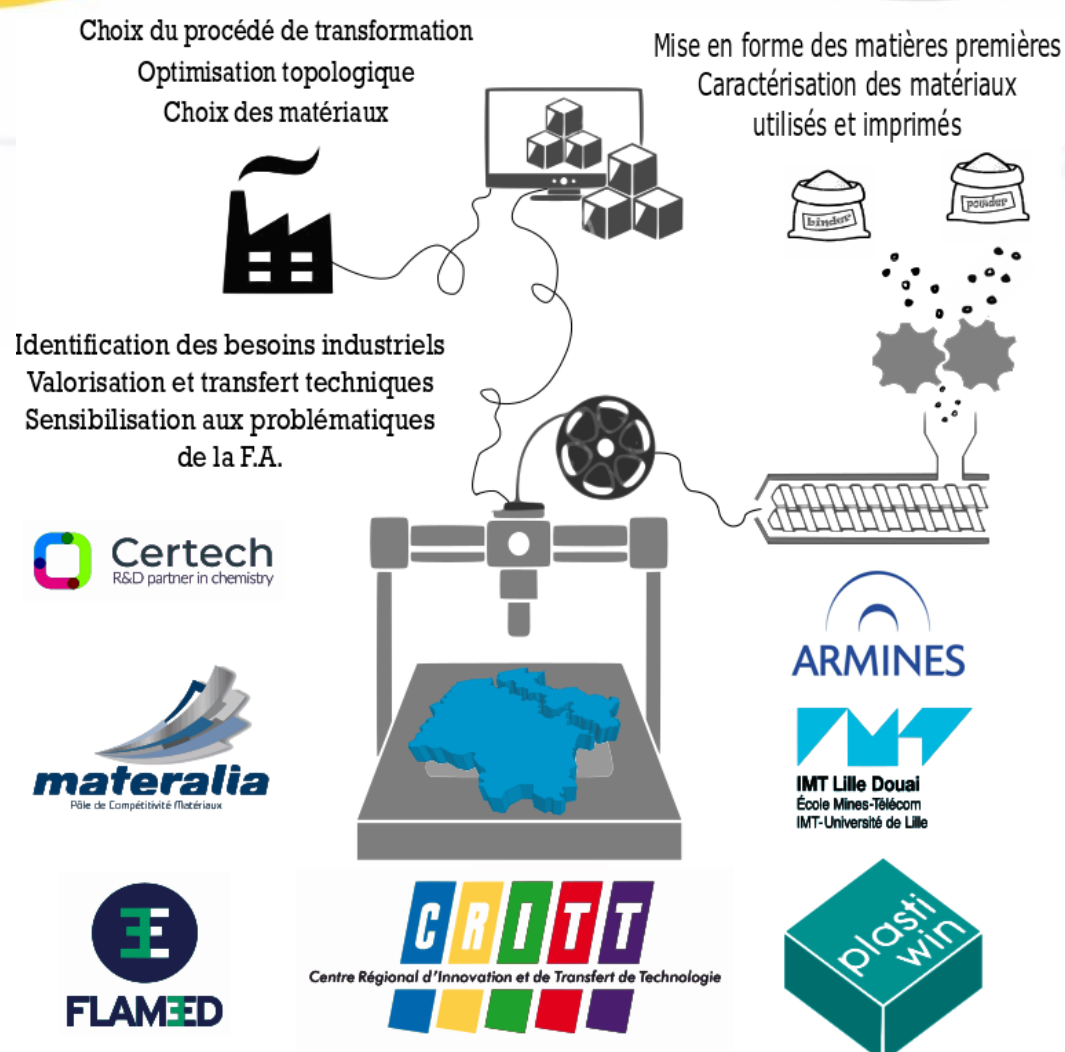 Choix du procédé de transformation
Optimisation topologique
Choix des matériaux
Mise en forme des matières premières
Caractérisation des matériaux
utilisés et imprimés
binder
powder
Identification des besoins industriels
Valorisation et transfert techniques
Sensibilisation aux problématiques
de la F.A.
Certech
R&D partner in chemistry
ARMINES
materalia
Pôle de Compétitivité Matériaux
IMT Lille Douai
École Mines-Télécom
IMT-Université de Lille
FLAMEED
CRITT
Centre Régional d'Innovation et de Transfert de Technologie
plasti
win